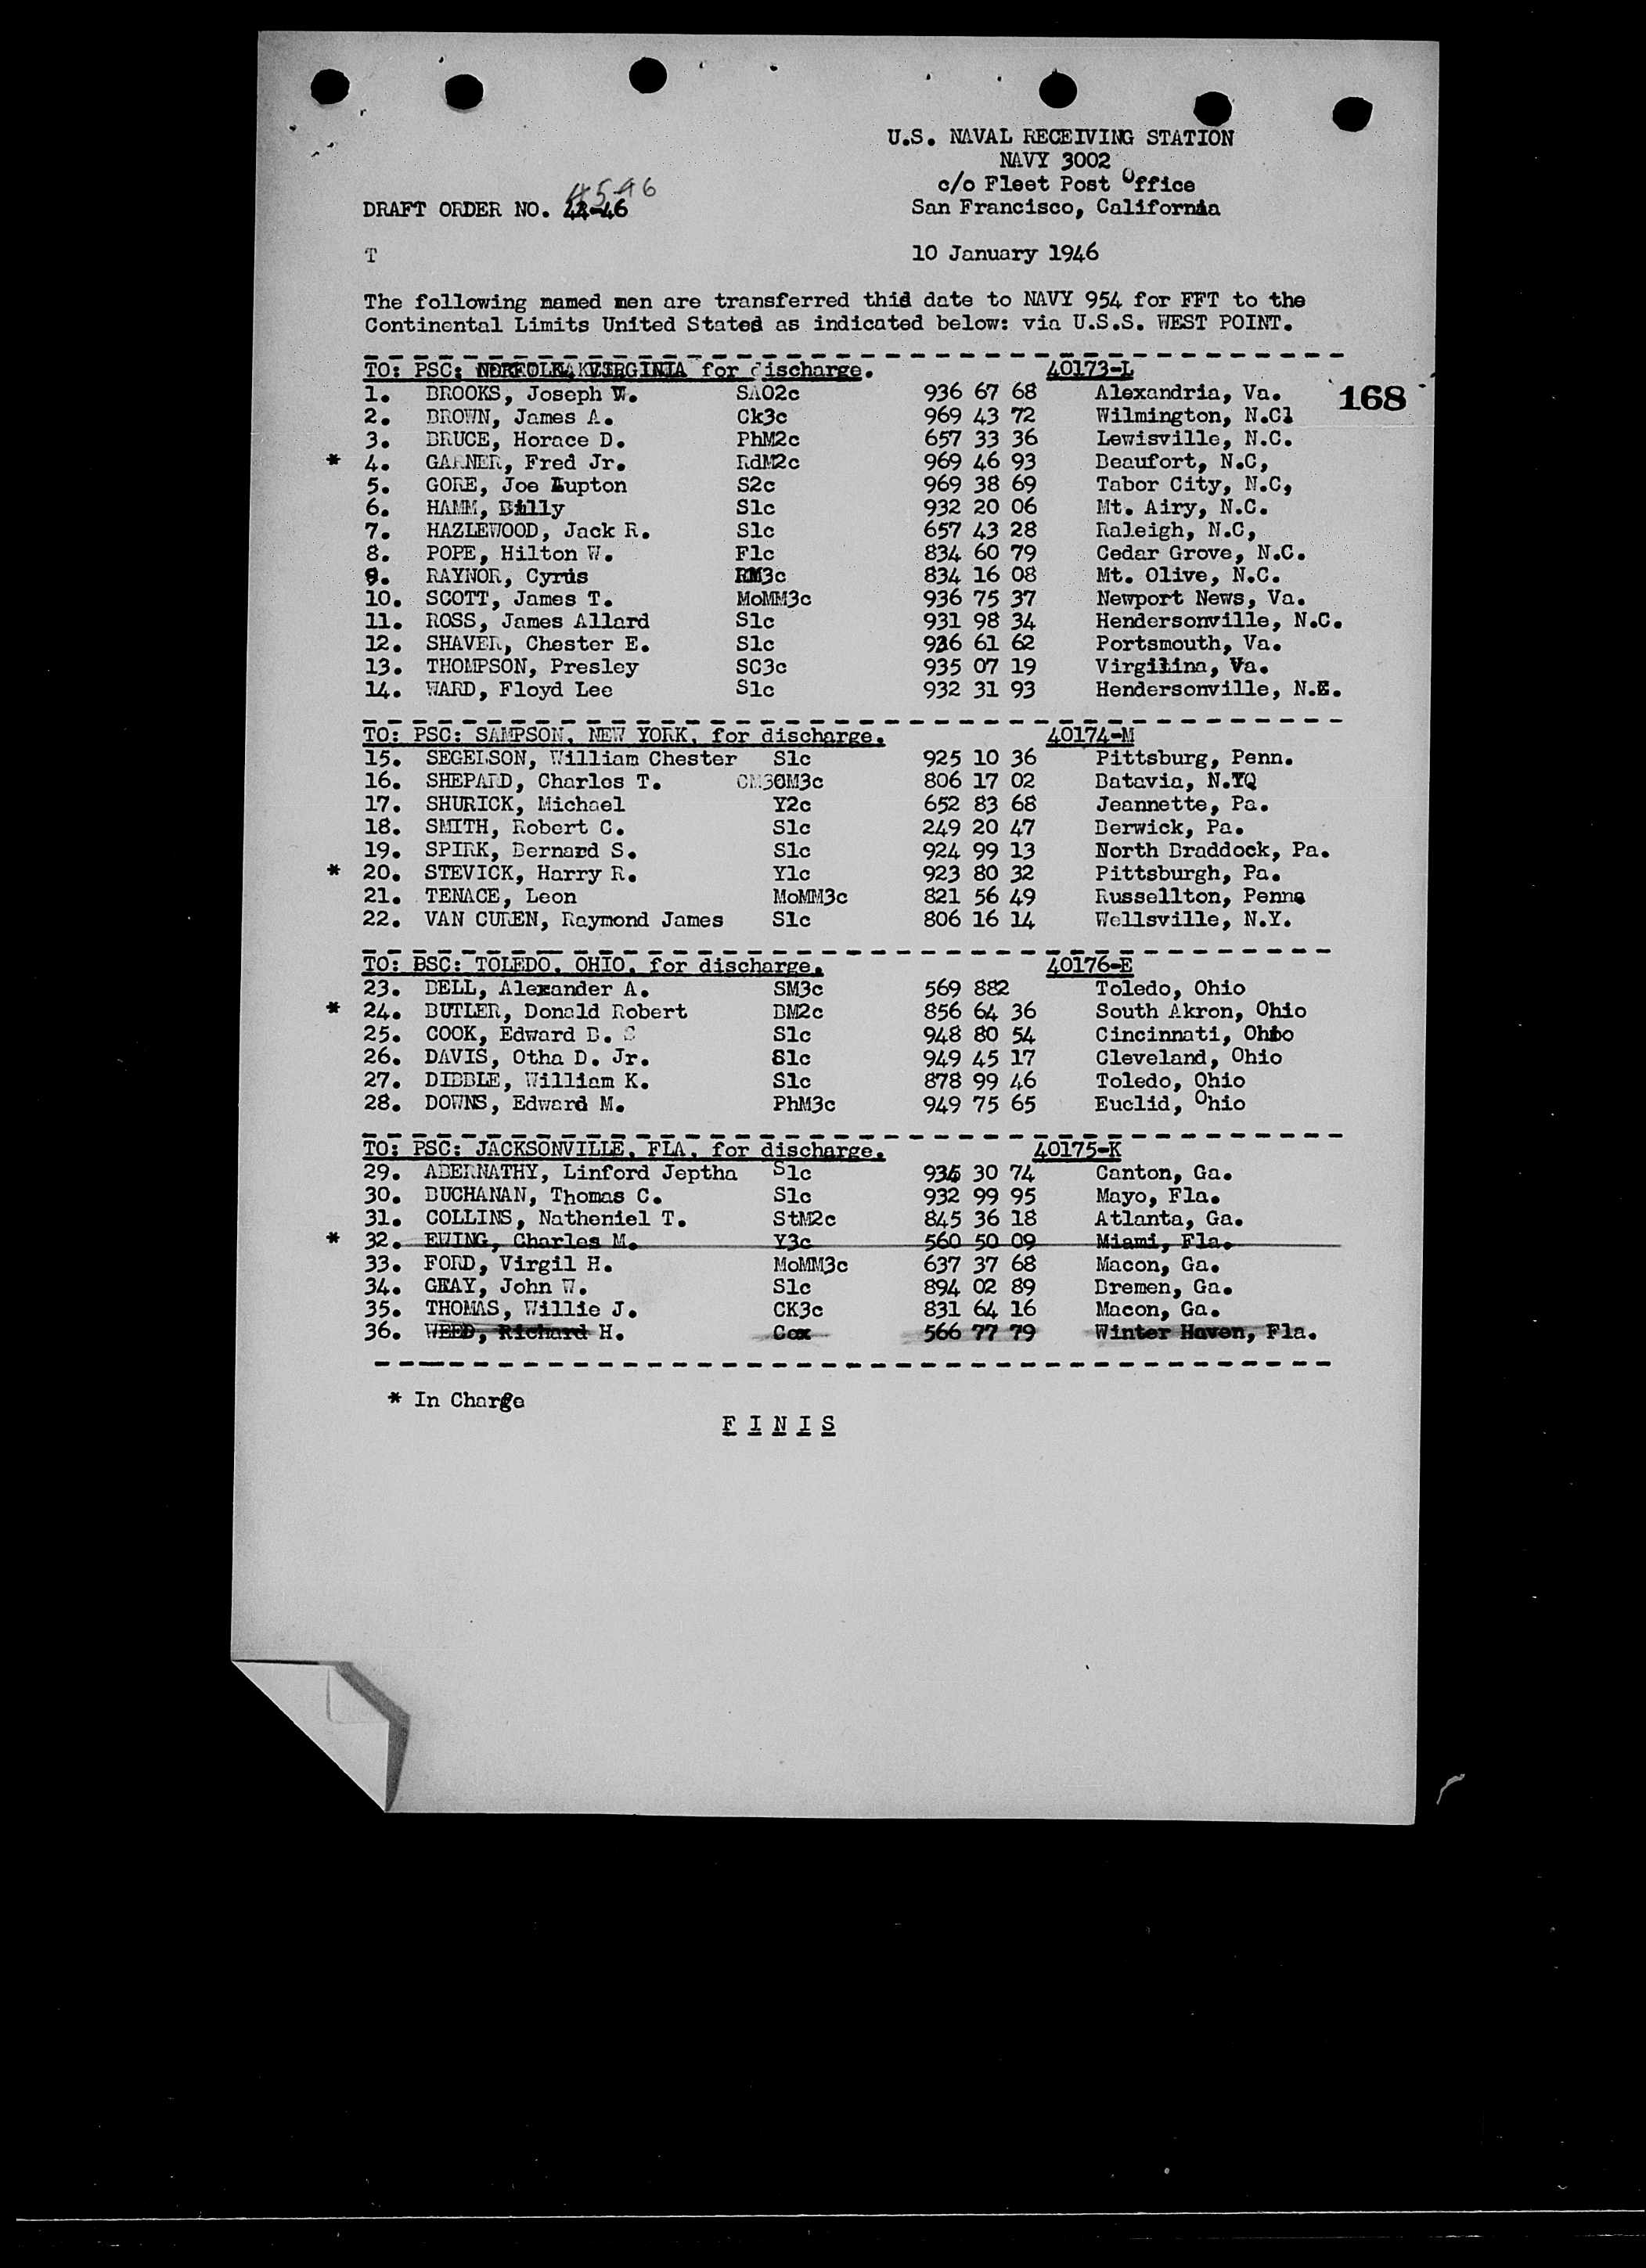 U.S. NAVAL RECEIVING STATION
NAVY 3002
c/o Fleet Post Office
San Francisco, California
4546
DRAFT ORDER NO.
T 10 January 1946
The following named men are transferred this date to NAVY 954 for FFT to the
Continental Limits United States as indicated below: via U.S.S. WEST POINT.
TO: PSC: VIRGINIA for discharge. 40173-L
168
1. BROOKS, Joseph W. SA02c 936 67 68 Alexandria, Va.
2. BROWN, James A. Ck3c 969 43 72 Wilmington, N.Cl
3. BRUCE, Horace D. PhM2c 657 33 36 Lewisville, N.C.
* 4. GARNER, Fred Jr. RdM2c 969 46 93 Beaufort, N.C,
5. GORE, Joe Lupton S2c 969 38 69 Tabor City, N.C,
6. HAMM, Billy S1c 932 20 06 Mt. Airy, N.C.
7. HAZLEWOOD, Jack R. S1c 657 43 28 Raleigh, N.C,
8. POPE, Hilton W. F1c 834 60 79 Cedar Grove, N.C.
9. RAYNOR, Cyrus RM3c 834 16 08 Mt. Olive, N.C.
10. SCOTT, James T. MoMM3c 936 75 37 Newport News, Va.
11. ROSS, James Allard S1c 931 98 34 Hendersonville, N.C.
12. SHAVER, Chester E. S1c 936 61 62 Portsmouth, Va.
13. THOMPSON, Presley SC3c 935 07 19 Virgilina, Va.
14. WARD, Floyd Lee S1c 932 31 93 Hendersonville, N.C.
TO: PSC: SAMPSON, NEW YORK, for discharge. 40174-M
15. SEGELSON, William Chester S1c 925 10 36 Pittsburg, Penn.
16. SHEPARD, Charles T. CM3c 806 17 02 Batavia, N.YQ
17. SHURICK, Michael Y2c 652 83 68 Jeannette, Pa.
18. SMITH, Robert C. S1c 249 20 47 Berwick, Pa.
19. SPIRK, Bernard S. S1c 924 99 13 North Braddock, Pa.
* 20. STEVICK, Harry R. Y1c 923 80 32 Pittsburgh, Pa.
21. TENACE, Leon MoMM3c 821 56 49 Russellton, Penna
22. VAN CUREN, Raymond James S1c 806 16 14 Wellsville, N.Y.
TO: PSC: TOLEDO, OHIO, for discharge. 40176-E
23. BELL, Alexander A. SM3c 569 882 Toledo, Ohio
* 24. BUTLER, Donald Robert BM2c 856 64 36 South Akron, Ohio
25. COOK, Edward B. S1c 948 80 54 Cincinnati, Ohio
26. DAVIS, Otha D. Jr. S1c 949 45 17 Cleveland, Ohio
27. DIBBLE, William K. S1c 878 99 46 Toledo, Ohio
28. DOWNS, Edward M. PhM3c 949 75 65 Euclid, Ohio
TO: PSC: JACKSONVILLE, FLA, for discharge. 40175-K
29. ABERNATHY, Linford Jeptha S1c 30 74 Canton, Ga.
30. BUCHANAN, Thomas C. S1c 932 99 95 Mayo, Fla.
31. COLLINS, Natheniel T. StM2c 845 36 18 Atlanta, Ga.
* 32. EWING, Charles M. Y3c 560 50 09 Miami, Fla.
33. FORD, Virgil H. MoMM3c 637 37 68 Macon, Ga.
34. GRAY, John W. S1c 894 02 89 Bremen, Ga.
35. THOMAS, Willie J. CK3c 831 64 16 Macon, Ga.
36. WEED, Richard H. Cox 566 77 79 Winter Haven, Fla.
* In Charge
F I N I S